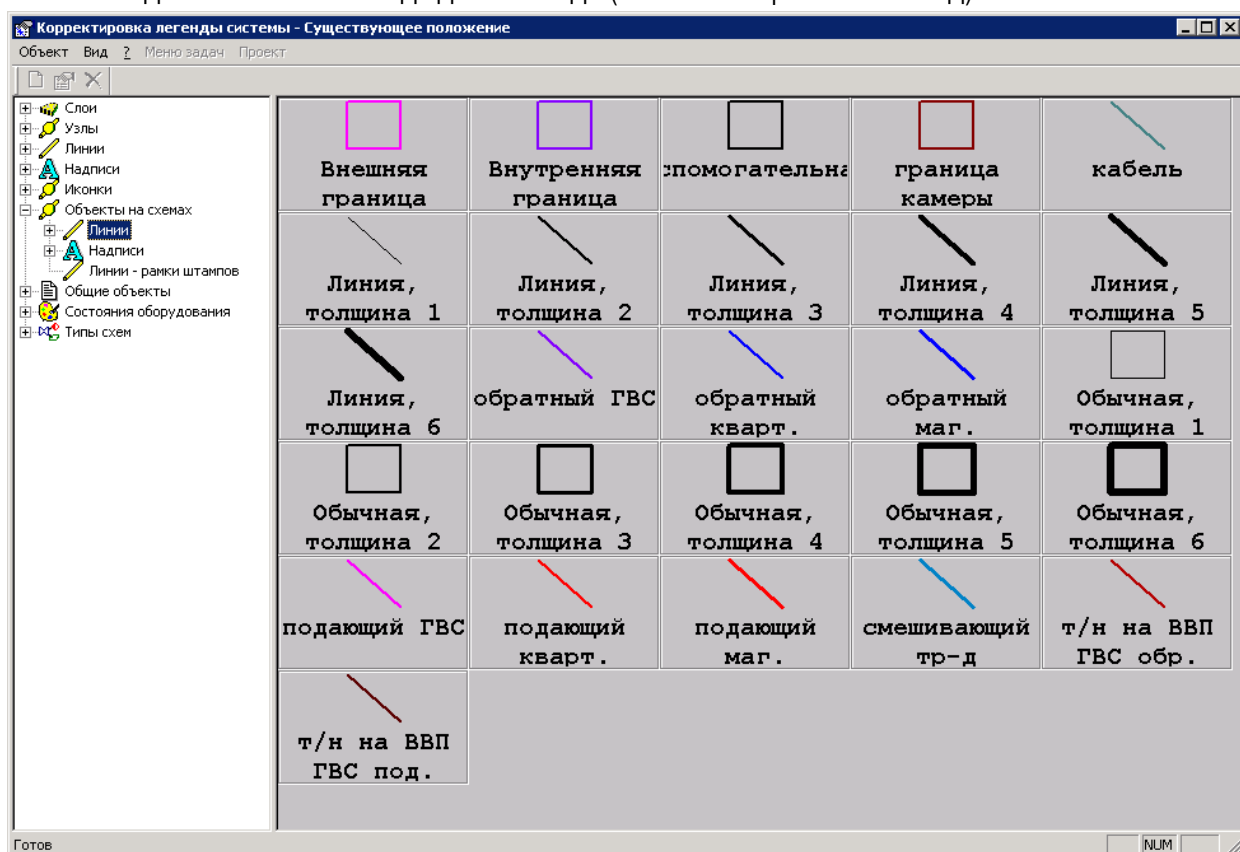 Корректировка легенды системы - Существующее положение
Объект Вид ? Меню задач Проект
Слои
Узлы
Линии
Надписи
Иконки
Объекты на схемах
Линии
Надписи
Линии - рамки штампов
Общие объекты
Состояния оборудования
Типы схем
Внешняя граница
Внутренняя граница
спомогательна
граница камеры
кабель
Линия, толщина 1
Линия, толщина 2
Линия, толщина 3
Линия, толщина 4
Линия, толщина 5
Линия, толщина 6
обратный ГВС
обратный кварт.
обратный маг.
Обычная, толщина 1
Обычная, толщина 2
Обычная, толщина 3
Обычная, толщина 4
Обычная, толщина 5
Обычная, толщина 6
подающий ГВС
подающий кварт.
подающий маг.
смешивающий тр-д
т/н на ВВП ГВС обр.
т/н на ВВП ГВС под.
Готов
NUM